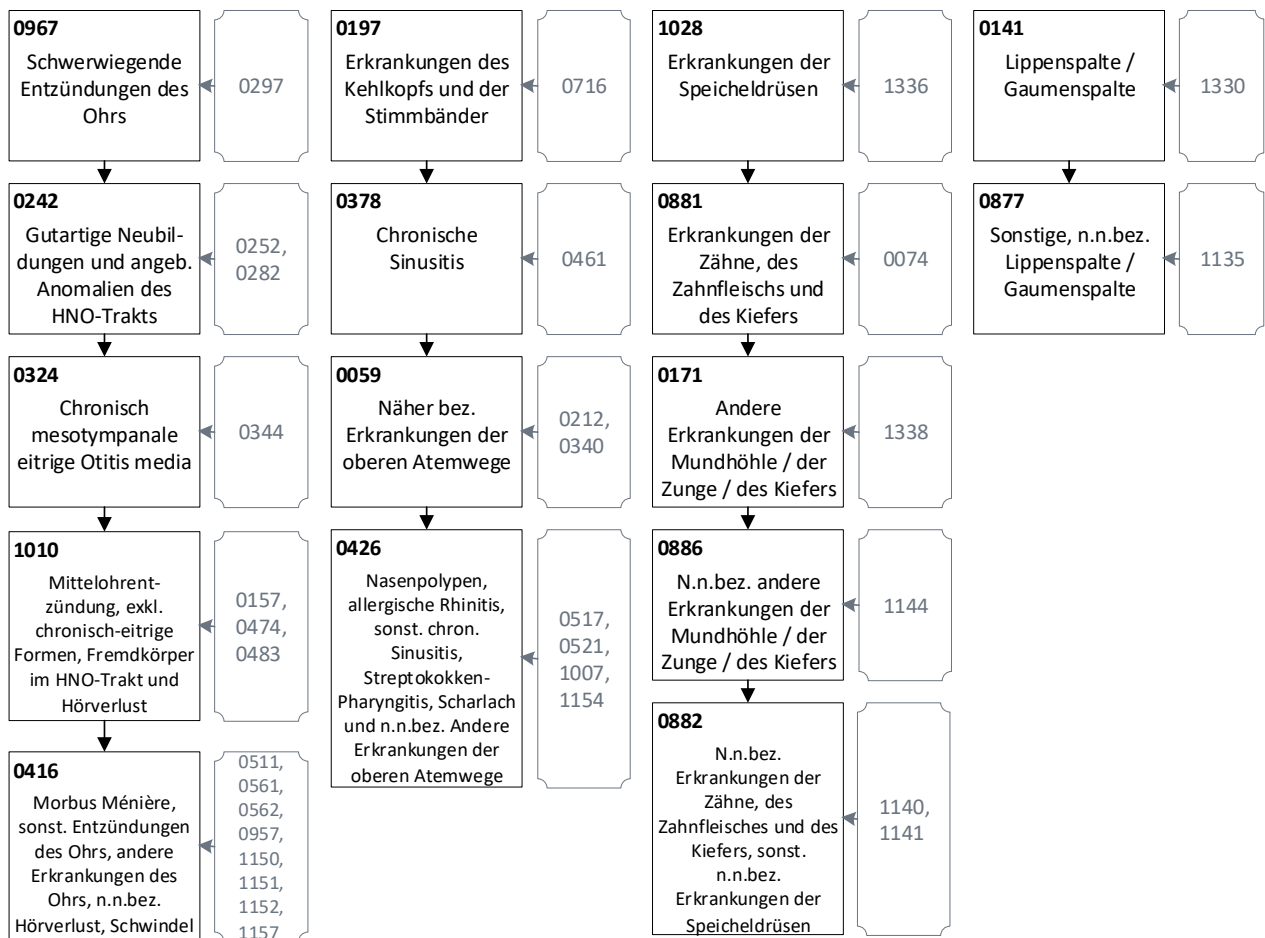 0967
Schwerwiegende
Entzündungen des
Ohrs
0297
0242
Gutartige Neubil-
dungen und angeb.
Anomalien des
HNO-Trakts
0252,
0282
0324
Chronisch
mesotympanale
eitrige Otitis media
0344
1010
Mittelohrent-
zündung, exkl.
chronisch-eitrige
Formen, Fremdkörper
im HNO-Trakt und
Hörverlust
0157,
0474,
0483
0416
Morbus Ménière,
sonst. Entzündungen
des Ohrs, andere
Erkrankungen des
Ohrs, n.n.bez.
Hörverlust, Schwindel
0511,
0561,
0562,
0957,
1150,
1151,
1152,
1157
0197
Erkrankungen des
Kehlkopfs und der
Stimmbänder
0716
0378
Chronische
Sinusitis
0461
0059
Näher bez.
Erkrankungen der
oberen Atemwege
0212,
0340
0426
Nasenpolypen,
allergische Rhinitis,
sonst. chron.
Sinusitis,
Streptokokken-
Pharyngitis, Scharlach
und n.n.bez. Andere
Erkrankungen der
oberen Atemwege
0517,
0521,
1007,
1154
1028
Erkrankungen der
Speicheldrüsen
1336
0881
Erkrankungen der
Zähne, des
Zahnfleischs und
des Kiefers
0074
0171
Andere
Erkrankungen der
Mundhöhle / der
Zunge / des Kiefers
1338
0886
N.n.bez. andere
Erkrankungen der
Mundhöhle / der
Zunge / des Kiefers
1144
0882
N.n.bez.
Erkrankungen der
Zähne, des
Zahnfleisches und des
Kiefers, sonst.
n.n.bez.
Erkrankungen der
Speicheldrüsen
1140,
1141
0141
Lippenspalte /
Gaumenspalte
1330
0877
Sonstige, n.n.bez.
Lippenspalte /
Gaumenspalte
1135